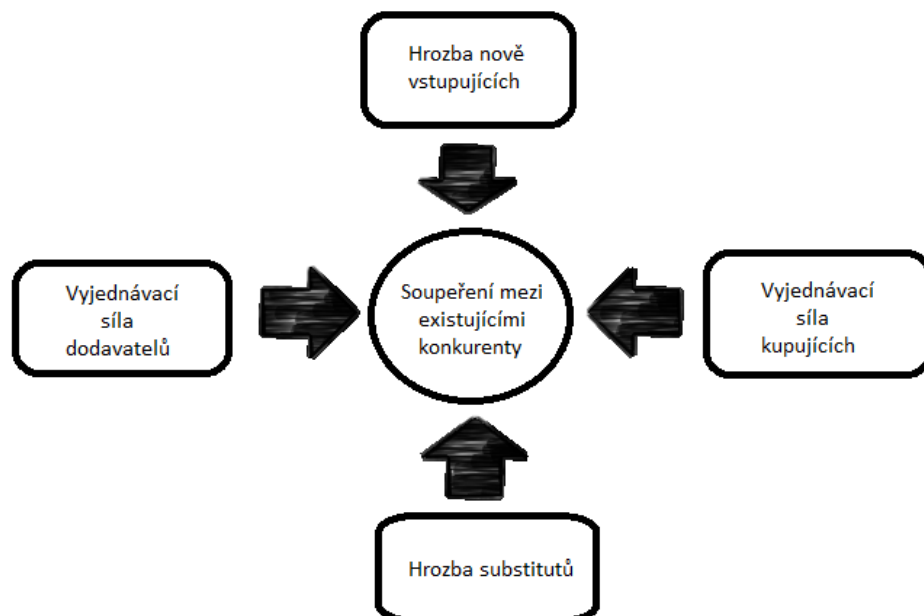 Hrozba nově
vstupujících
Vyjednávací
síla
dodavatelů
Soupeření mezi
existujícími
konkurenty
Vyjednávací
síla
kupujících
Hrozba substitutů